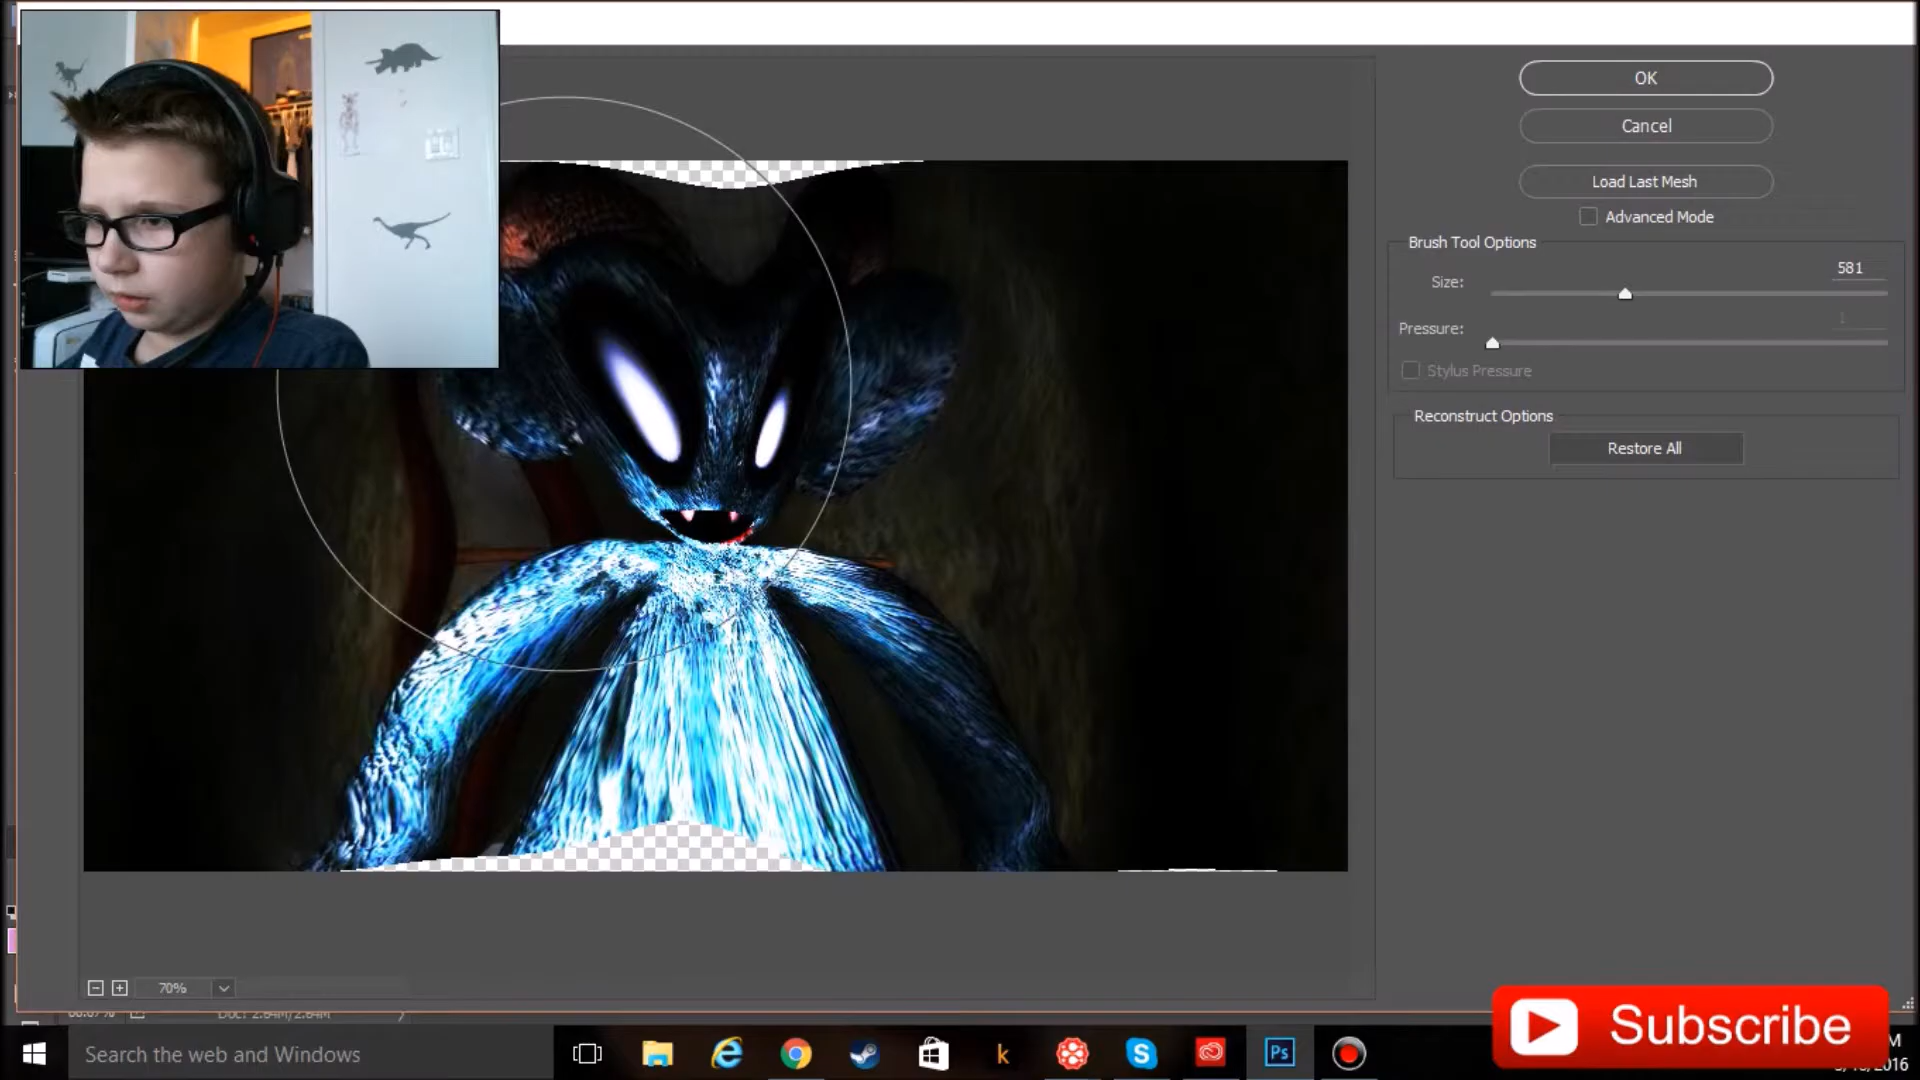 OK
Cancel
Load Last Mesh
Advanced Mode
Brush Tool Options
581
Size:
1
Pressure:
Stylus Pressure
Reconstruct Options
Restore All
70%
Subscribe
Search the web and Windows
k
Ps